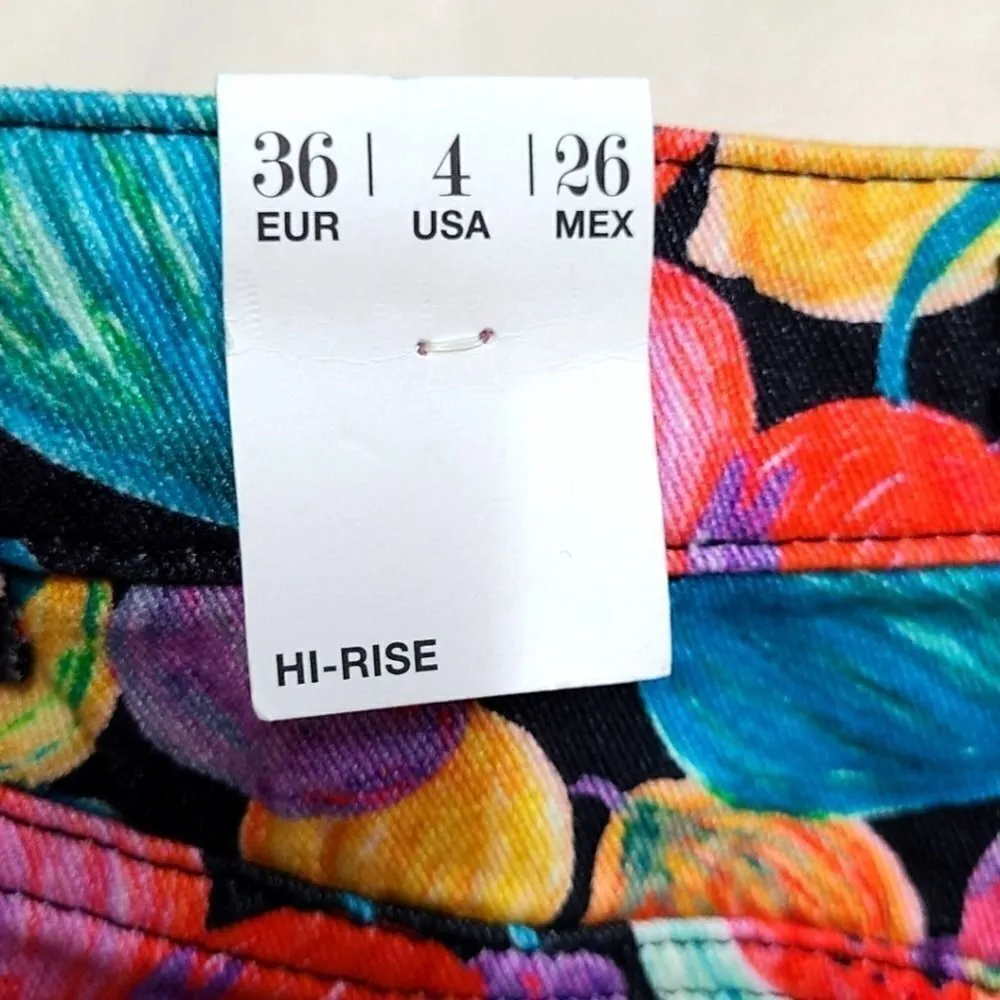 36 | 4 | 26
EUR USA MEX
HI-RISE